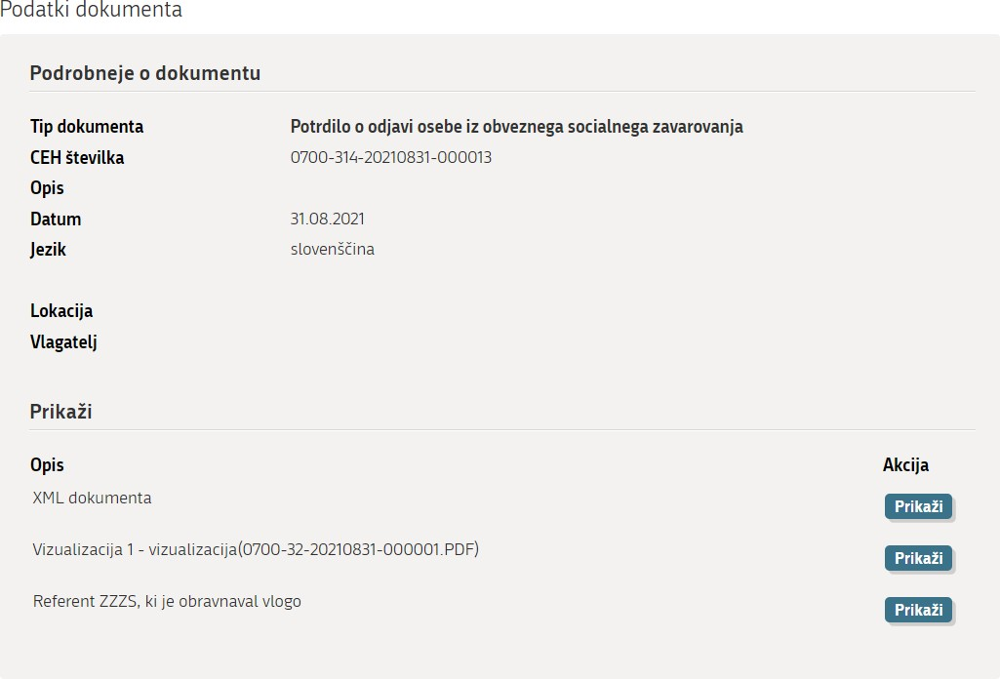 Podatki dokumenta
Podrobneje o dokumentu
Tip dokumenta Potrdilo o odjavi osebe iz obveznega socialnega zavarovanja
CEH številka 0700-314-20210831-000013
Opis
Datum 31.08.2021
Jezik slovenščina
Lokacija
Vlagatelj
Prikaži
Opis Akcija
XML dokumenta Prikaži
Vizualizacija 1 - vizualizacija(0700-32-20210831-000001.PDF) Prikaži
Referent ZZZS, ki je obravnaval vlogo Prikaži